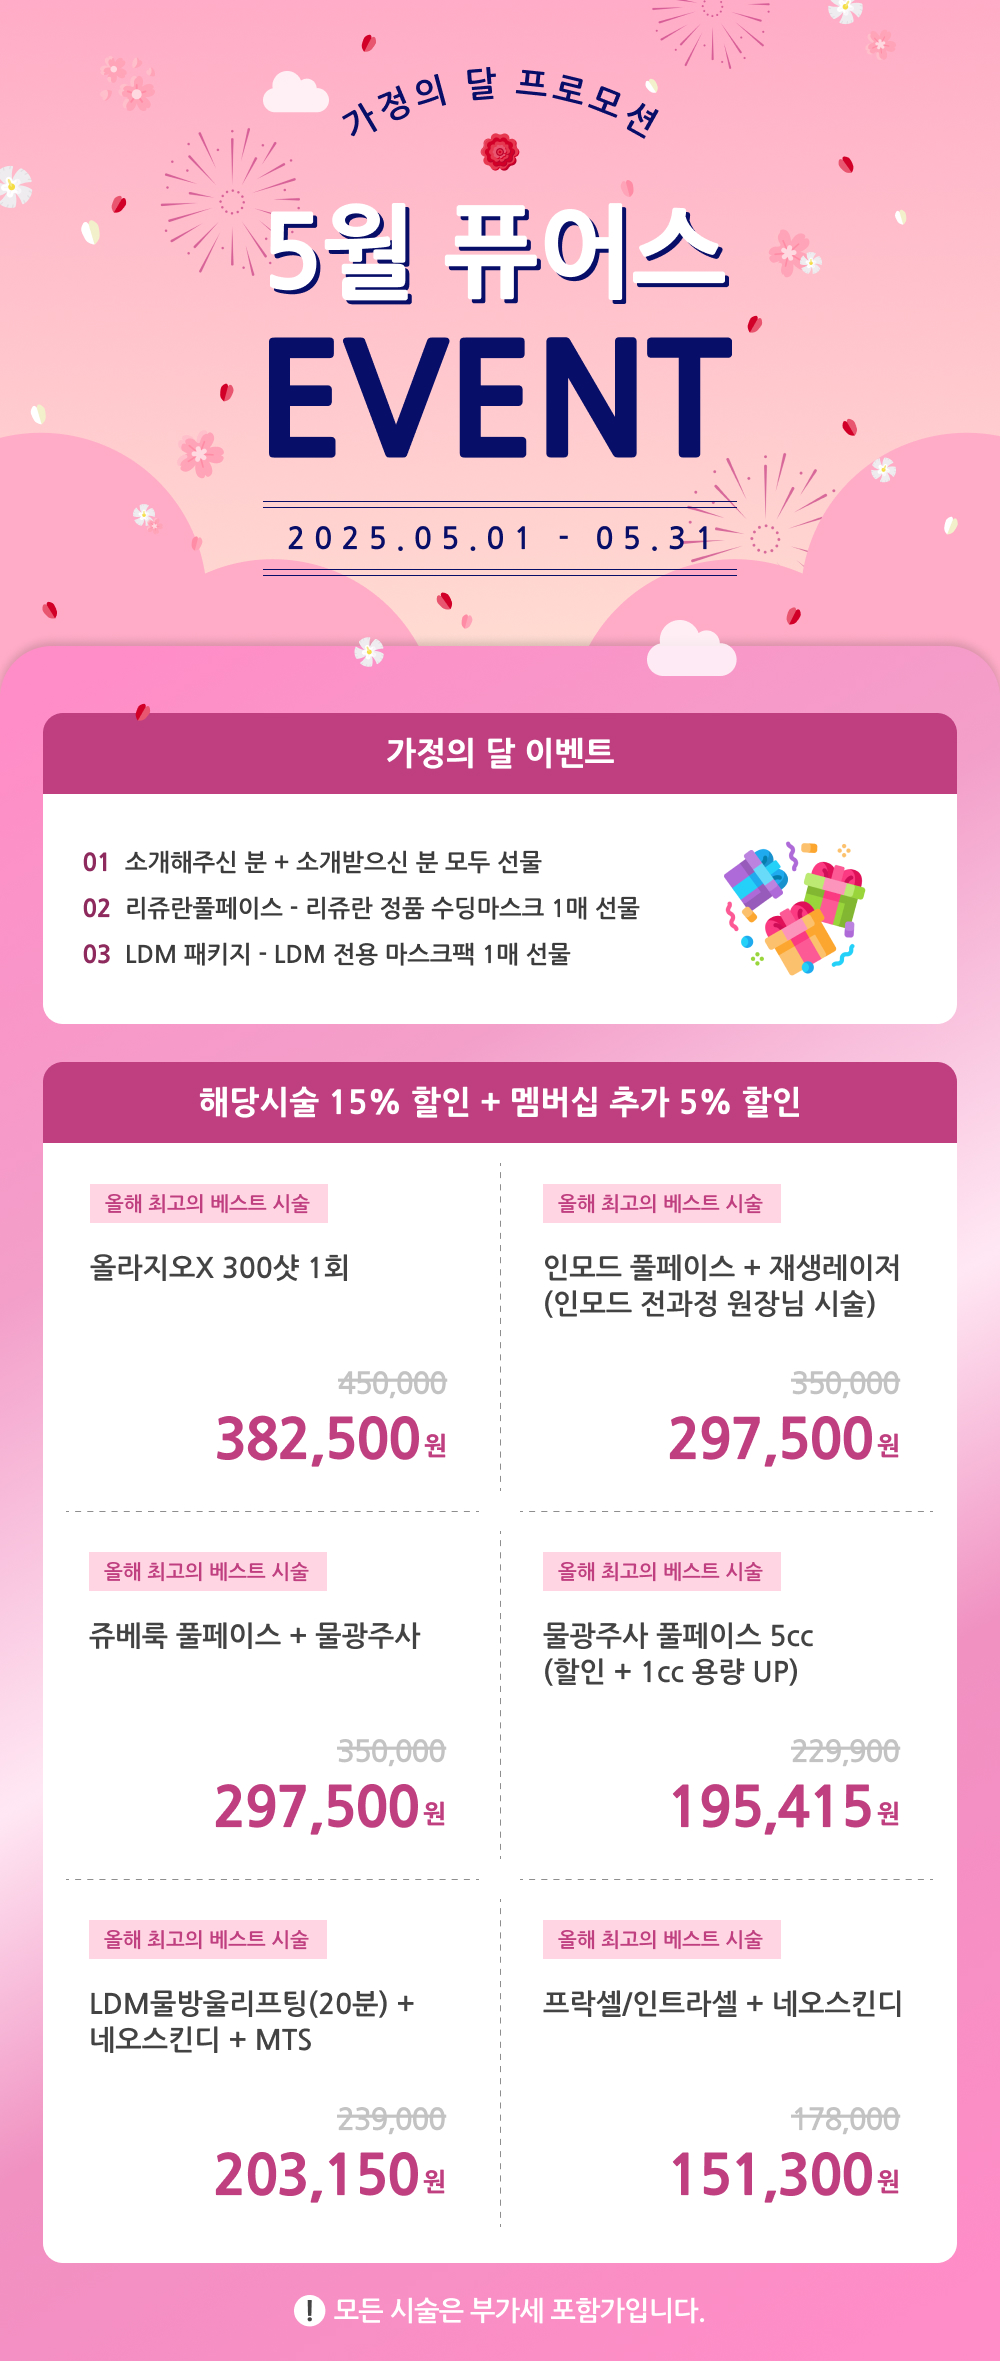 가정의 달 프로모션
5월 퓨어스
EVENT
2025.05.01 - 05.31
가정의 달 이벤트
01 소개해주신 분 + 소개받으신 분 모두 선물
02 리쥬란풀페이스 - 리쥬란 정품 수딩마스크 1매 선물
03 LDM 패키지 - LDM 전용 마스크팩 1매 선물
해당시술 15% 할인 + 멤버십 추가 5% 할인
올해 최고의 베스트 시술
올라지오X 300샷 1회
450,000
382,500원
올해 최고의 베스트 시술
인모드 풀페이스 + 재생레이저
(인모드 전과정 원장님 시술)
350,000
297,500원
올해 최고의 베스트 시술
쥬베룩 풀페이스 + 물광주사
350,000
297,500원
올해 최고의 베스트 시술
물광주사 풀페이스 5cc
(할인 + 1cc 용량 UP)
229,900
195,415원
올해 최고의 베스트 시술
LDM물방울리프팅(20분) +
네오스킨디 + MTS
239,000
203,150원
올해 최고의 베스트 시술
프락셀/인트라셀 + 네오스킨디
178,000
151,300원
! 모든 시술은 부가세 포함가입니다.